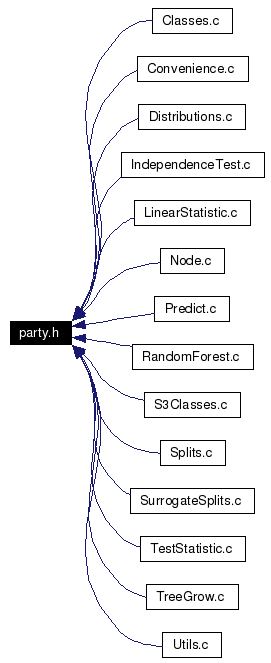 Classes.c
Convenience.c
Distributions.c
IndependenceTest.c
LinearStatistic.c
Node.c
Predict.c
party.h
RandomForest.c
S3Classes.c
Splits.c
SurrogateSplits.c
TestStatistic.c
TreeGrow.c
Utils.c